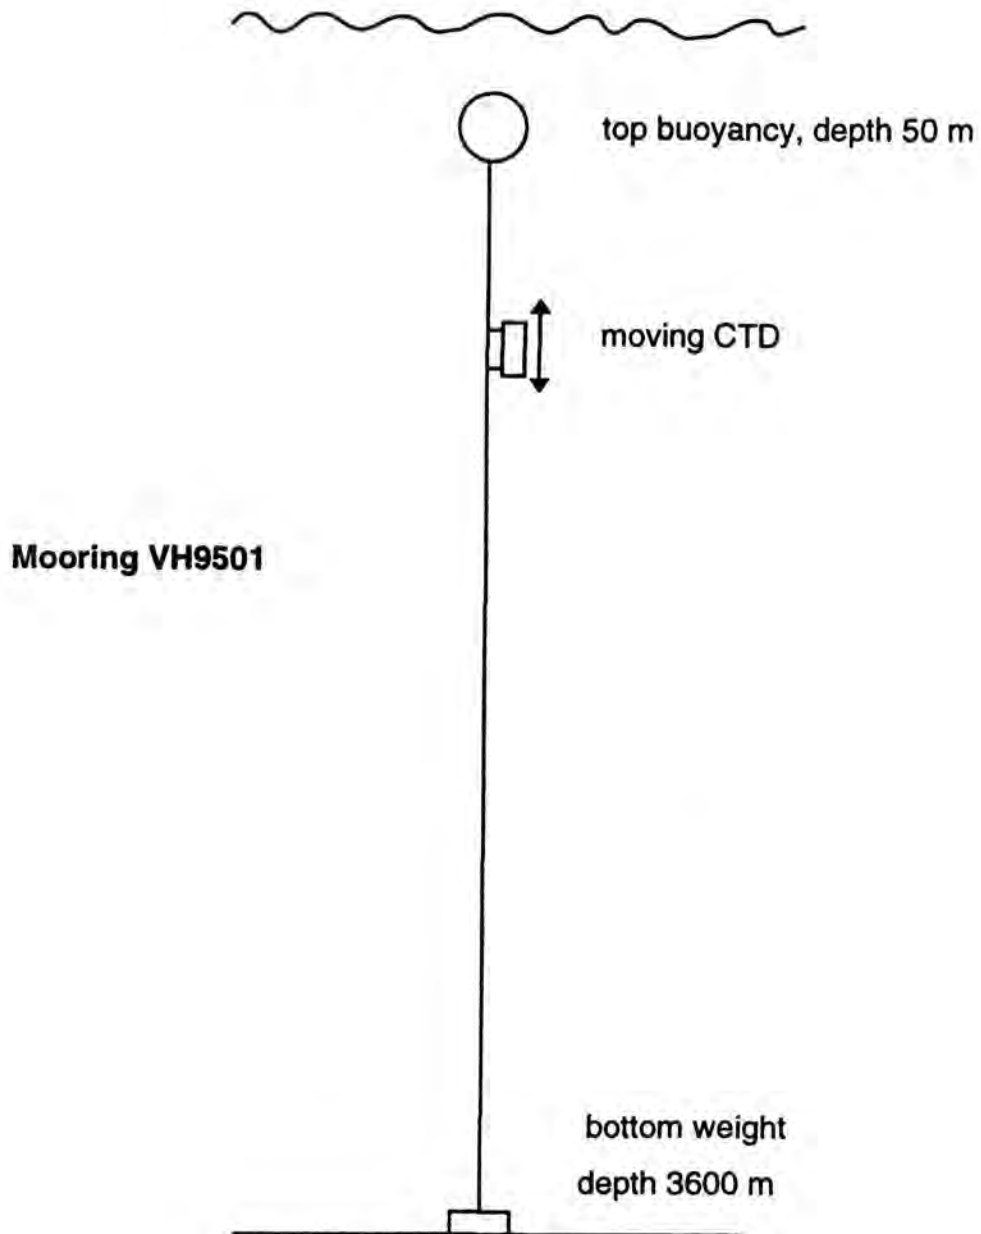 top buoyancy, depth 50 m
moving CTD
Mooring VH9501
bottom weight
depth 3600 m